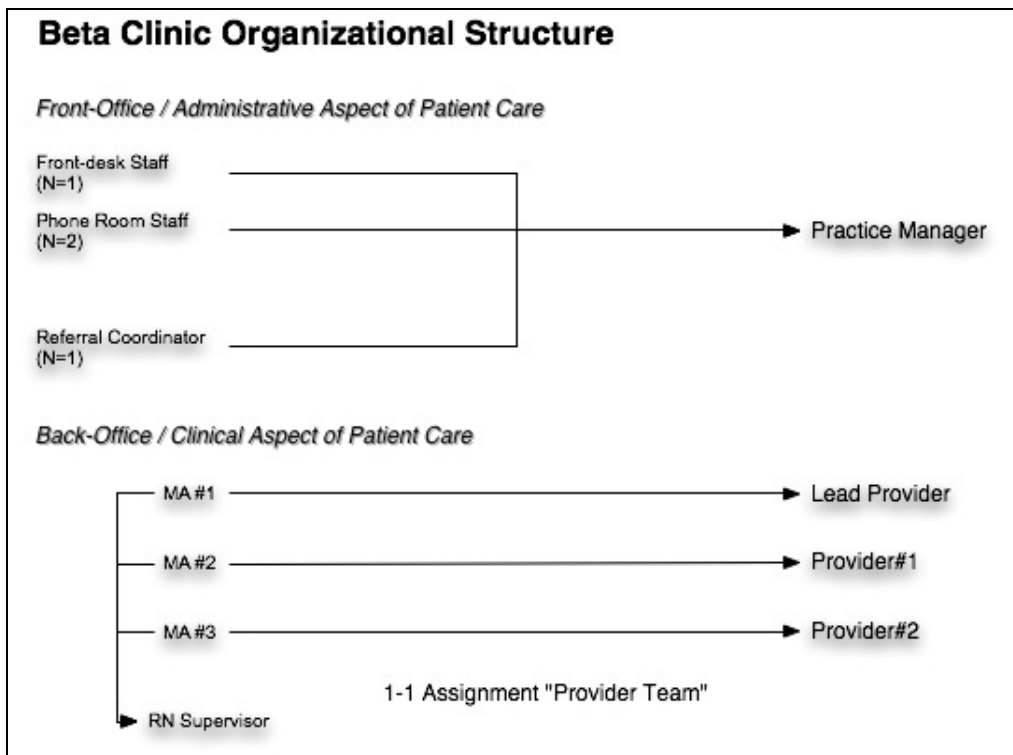 Beta Clinic Organizational Structure
Front-Office / Administrative Aspect of Patient Care
Front-desk Staff
(N=1)
Phone Room Staff
(N=2)
Practice Manager
Referral Coordinator
(N=1)
Back-Office / Clinical Aspect of Patient Care
MA #1 Lead Provider
MA #2 Provider#1
MA #3 Provider#2
1-1 Assignment "Provider Team"
RN Supervisor